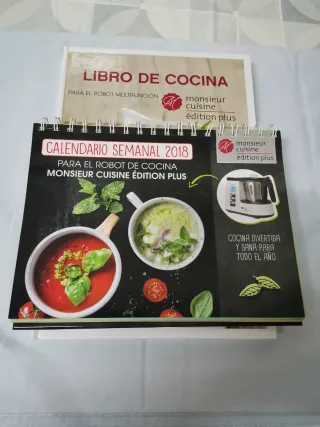 LIBRO DE COCINA
PARA EL ROBOT MULTIFUNCIÓN
monsieur
cuisine
édition plus
CALENDARIO SEMANAL 2018
PARA EL ROBOT DE COCINA
MONSIEUR CUISINE ÉDITION PLUS
monsieur
cuisine
édition plus
COCINA DIVERTIDA
Y SANA PARA
TODO EL AÑO